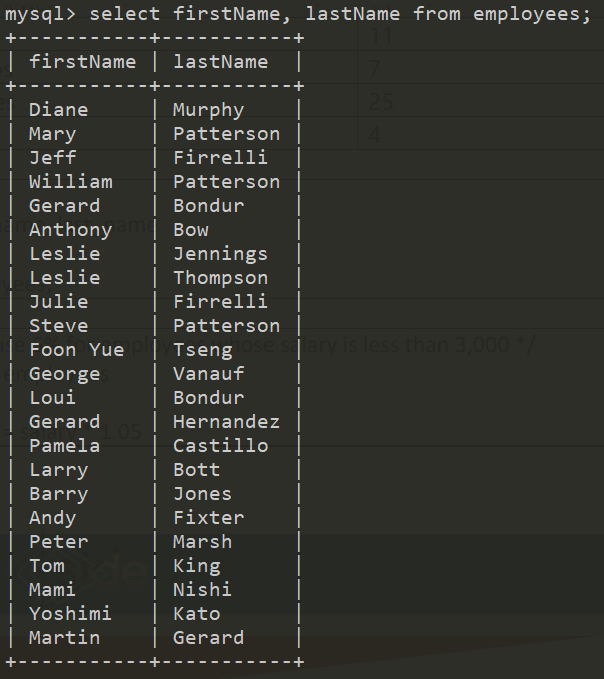 mysql> select firstName, lastName from employees;
+-----------+-----------+
| firstName | lastName  |
+-----------+-----------+
| Diane     | Murphy    |
| Mary      | Patterson |
| Jeff      | Firrelli  |
| William   | Patterson |
| Gerard    | Bondur    |
| Anthony   | Bow       |
| Leslie    | Jennings  |
| Leslie    | Thompson  |
| Julie     | Firrelli  |
| Steve     | Patterson |
| Foon Yue  | Tseng     |
| George    | Vanauf    |
| Loui      | Bondur    |
| Gerard    | Hernandez |
| Pamela    | Castillo  |
| Larry     | Bott      |
| Barry     | Jones     |
| Andy      | Fixter    |
| Peter     | Marsh     |
| Tom       | King      |
| Mami      | Nishi     |
| Yoshimi   | Kato      |
| Martin    | Gerard    |
+-----------+-----------+
11
7
25
4
whose salary is less than 3,000 */
1.05